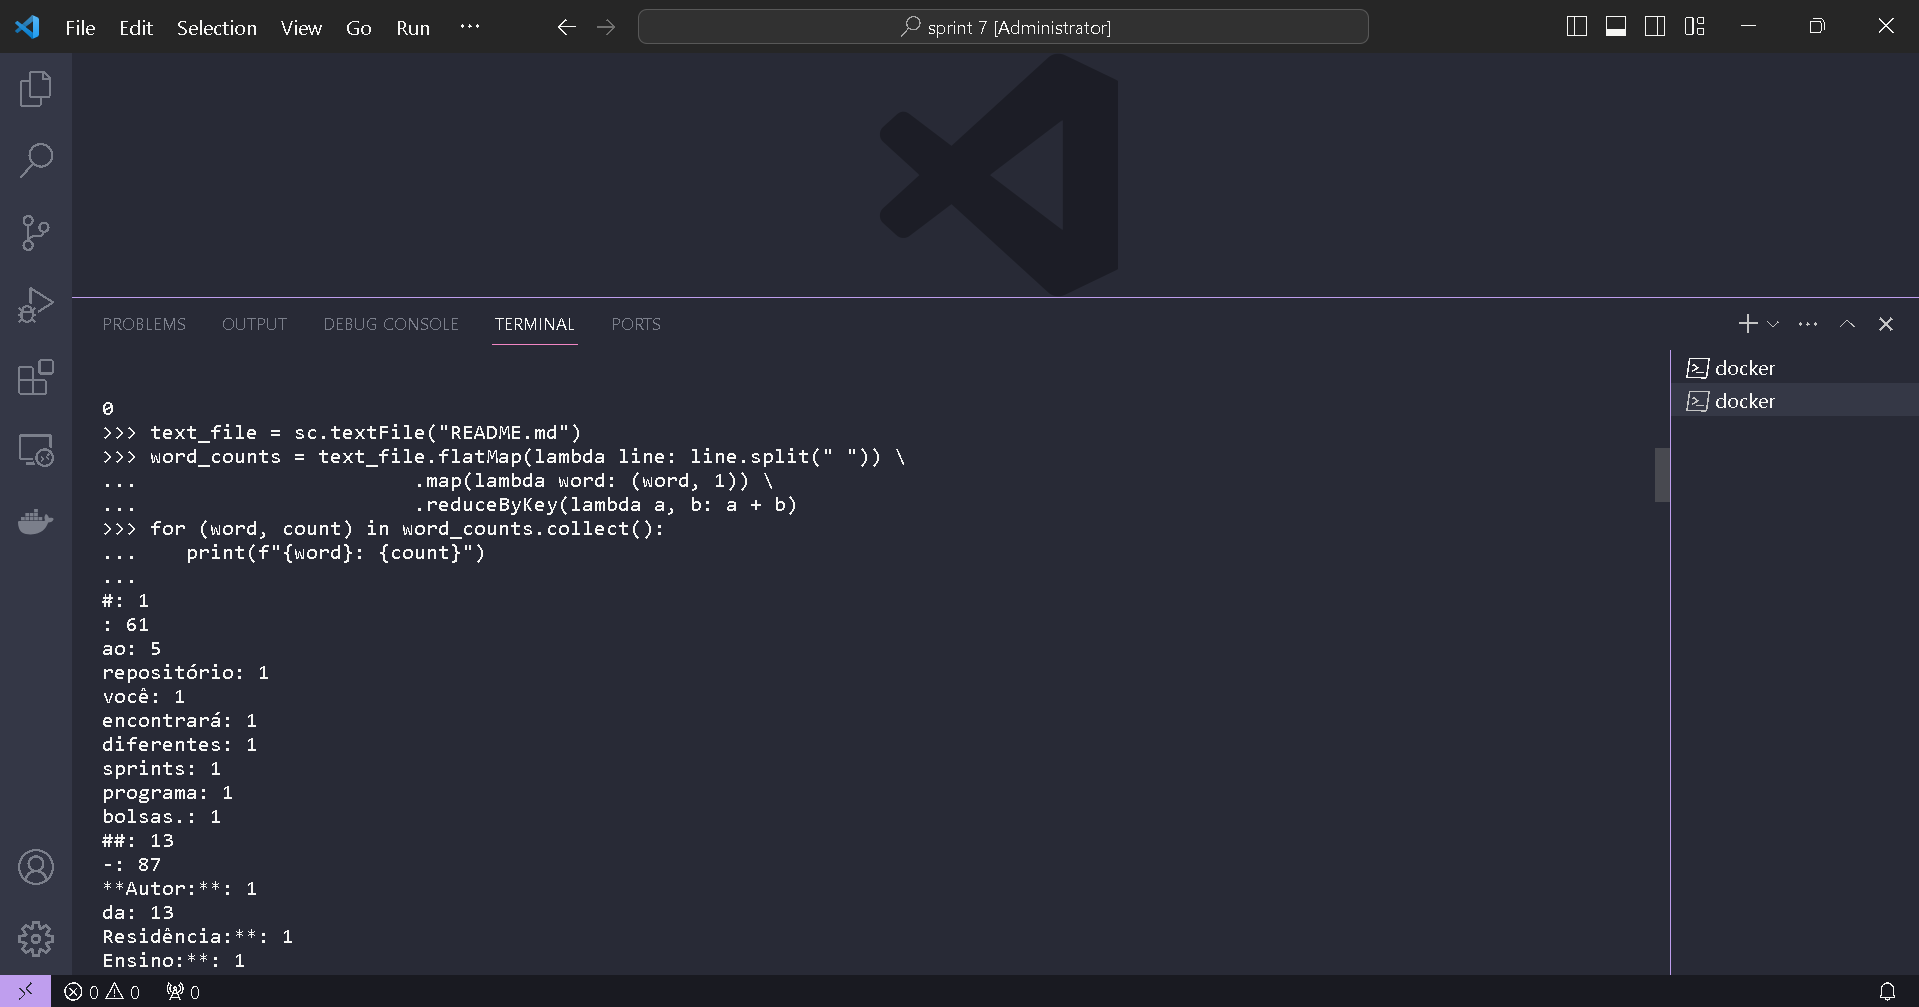 File Edit Selection View Go Run ··· sprint 7 [Administrator]
PROBLEMS OUTPUT DEBUG CONSOLE TERMINAL PORTS
docker
docker
0
>>> text_file = sc.textFile("README.md")
>>> word_counts = text_file.flatMap(lambda line: line.split(" ")) \
...                       .map(lambda word: (word, 1)) \
...                       .reduceByKey(lambda a, b: a + b)
>>> for (word, count) in word_counts.collect():
...    print(f"{word}: {count}")
...
#: 1
: 61
ao: 5
repositório: 1
você: 1
encontrará: 1
diferentes: 1
sprints: 1
programa: 1
bolsas.: 1
##: 13
-: 87
**Autor:**: 1
da: 13
Residência:**: 1
Ensino:**: 1
0 0 0